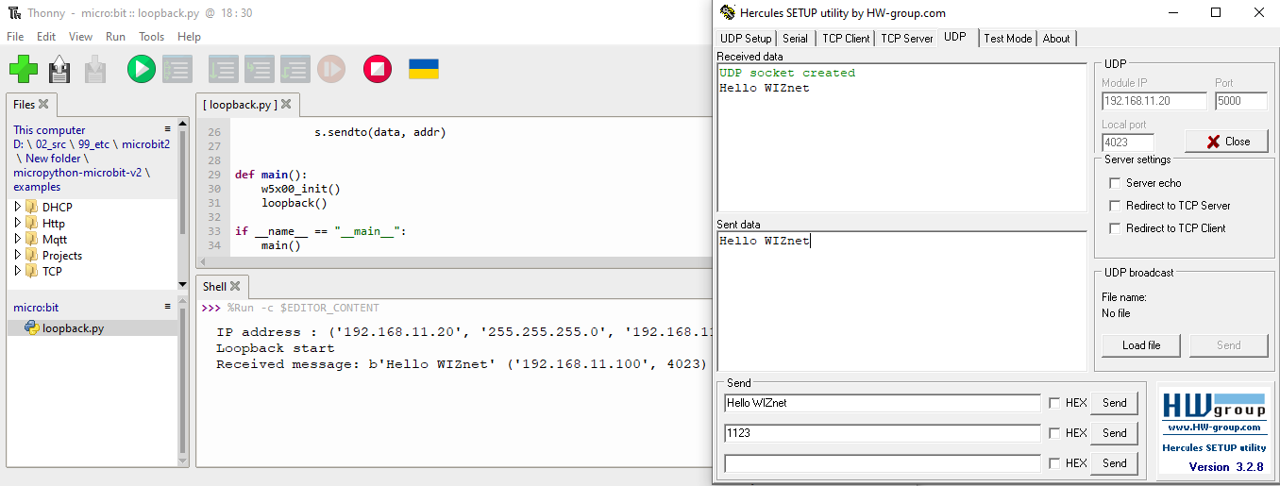 Thonny - micro:bit :: loopback.py @ 18 : 30
File Edit View Run Tools Help
Files
This computer
D: \ 02_src \ 99_etc \ microbit2
\ New folder \
micropython-microbit-v2 \
examples
DHCP
Http
Mqtt
Projects
TCP
micro:bit
loopback.py
[ loopback.py ]
26 s.sendto(data, addr)
27
28
29 def main():
30 w5x00_init()
31 loopback()
32
33 if __name__ == "__main__":
34 main()
Shell
>>> %Run -c $EDITOR_CONTENT
IP address : ('192.168.11.20', '255.255.255.0', '192.168.11
Loopback start
Received message: b'Hello WIZnet' ('192.168.11.100', 4023)
Hercules SETUP utility by HW-group.com
UDP Setup Serial TCP Client TCP Server UDP Test Mode About
Received data
UDP socket created
Hello WIZnet
Sent data
Hello WIZnet
UDP
Module IP Port
192.168.11.20 5000
Local port
4023 Close
Server settings
Server echo
Redirect to TCP Server
Redirect to TCP Client
UDP broadcast
File name:
No file
Load file Send
Send
Hello WIZnet HEX Send
1123 HEX Send
HEX Send
HWgroup
www.HW-group.com
Hercules SETUP utility
Version 3.2.8